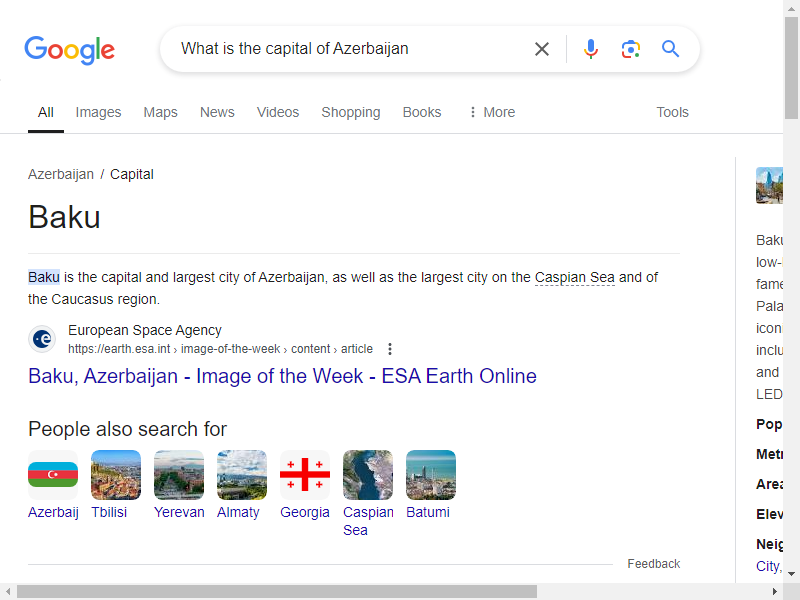 Google
What is the capital of Azerbaijan
All Images Maps News Videos Shopping Books More Tools
Azerbaijan / Capital
Baku
Baku is the capital and largest city of Azerbaijan, as well as the largest city on the Caspian Sea and of
the Caucasus region.
European Space Agency
https://earth.esa.int › image-of-the-week › content › article
Baku, Azerbaijan - Image of the Week - ESA Earth Online
People also search for
Azerbaij Tbilisi Yerevan Almaty Georgia Caspian Batumi
Sea
Feedback
Baku
low-
fame
Pala
icon
inclu
and
LED
Pop
Metr
Area
Elev
Neig
City,